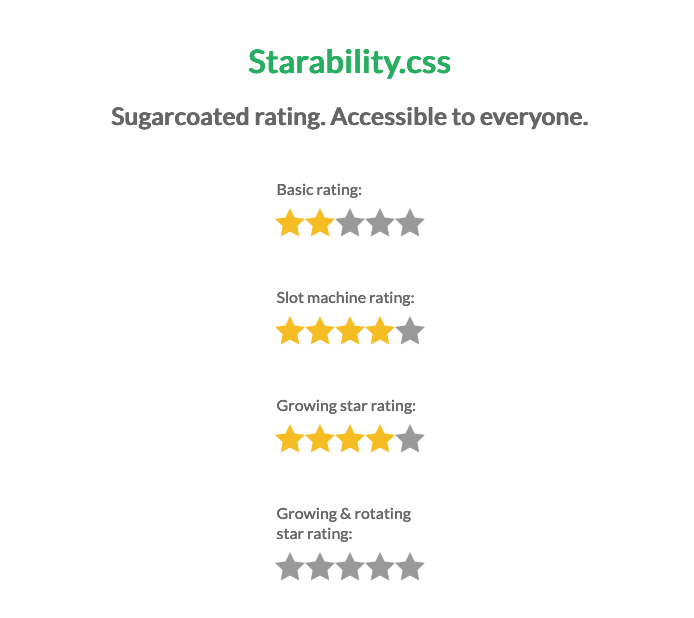 Starability.css
Sugarcoated rating. Accessible to everyone.
Basic rating:
Slot machine rating:
Growing star rating:
Growing & rotating
star rating: